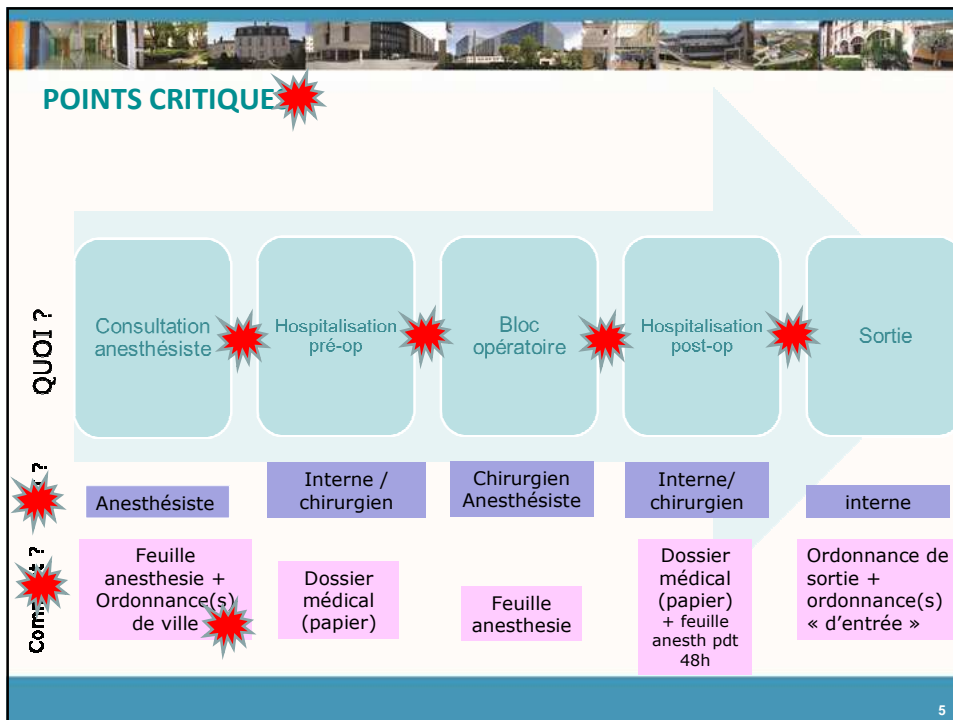 POINTS CRITIQUE
QUOI ?
Consultation
anesthésiste
Hospitalisation
pré-op
Bloc
opératoire
Hospitalisation
post-op
Sortie
?
Anesthésiste
Interne /
chirurgien
Chirurgien
Anesthésiste
Interne/
chirurgien
interne
?
Feuille
anesthesie +
Ordonnance(s)
de ville
Dossier
médical
(papier)
Feuille
anesthesie
Dossier
médical
(papier)
+ feuille
anesth pdt
48h
Ordonnance de
sortie +
ordonnance(s)
« d'entrée »
5